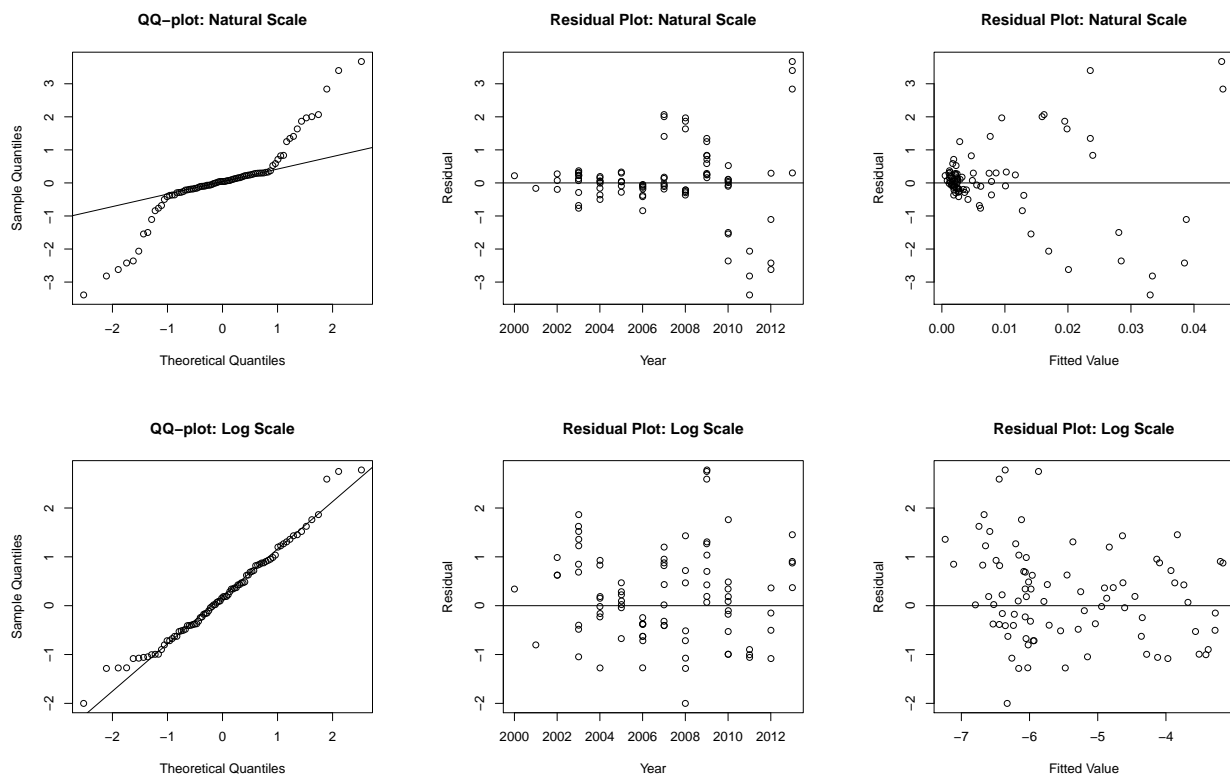 QQ−plot: Natural Scale
Sample Quantiles
3
2
1
0
−1
−2
−3
−2 −1 0 1 2
Theoretical Quantiles
Residual Plot: Natural Scale
Residual
3
2
1
0
−1
−2
−3
2000 2002 2004 2006 2008 2010 2012
Year
Residual Plot: Natural Scale
Residual
3
2
1
0
−1
−2
−3
0.00 0.01 0.02 0.03 0.04
Fitted Value
QQ−plot: Log Scale
Sample Quantiles
2
1
0
−1
−2
−2 −1 0 1 2
Theoretical Quantiles
Residual Plot: Log Scale
Residual
2
1
0
−1
−2
2000 2002 2004 2006 2008 2010 2012
Year
Residual Plot: Log Scale
Residual
2
1
0
−1
−2
−7 −6 −5 −4
Fitted Value